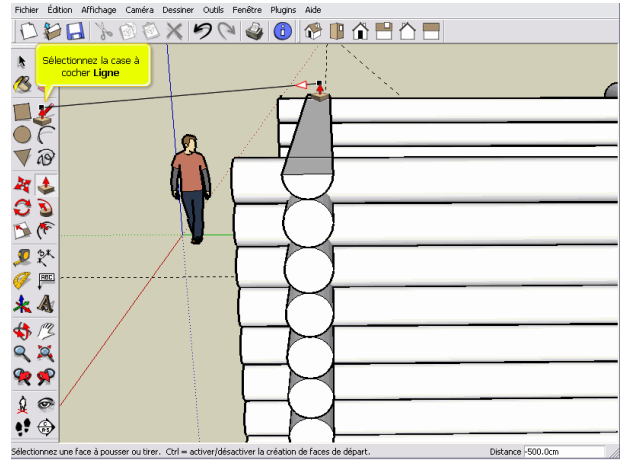 Fichier Édition Affichage Caméra Dessiner Outils Fenêtre Plugins Aide
Sélectionnez la case à
cocher Ligne
ABC
Sélectionnez une face à pousser ou tirer. Ctrl = activer/désactiver la création de faces de départ.
Distance -500.0cm